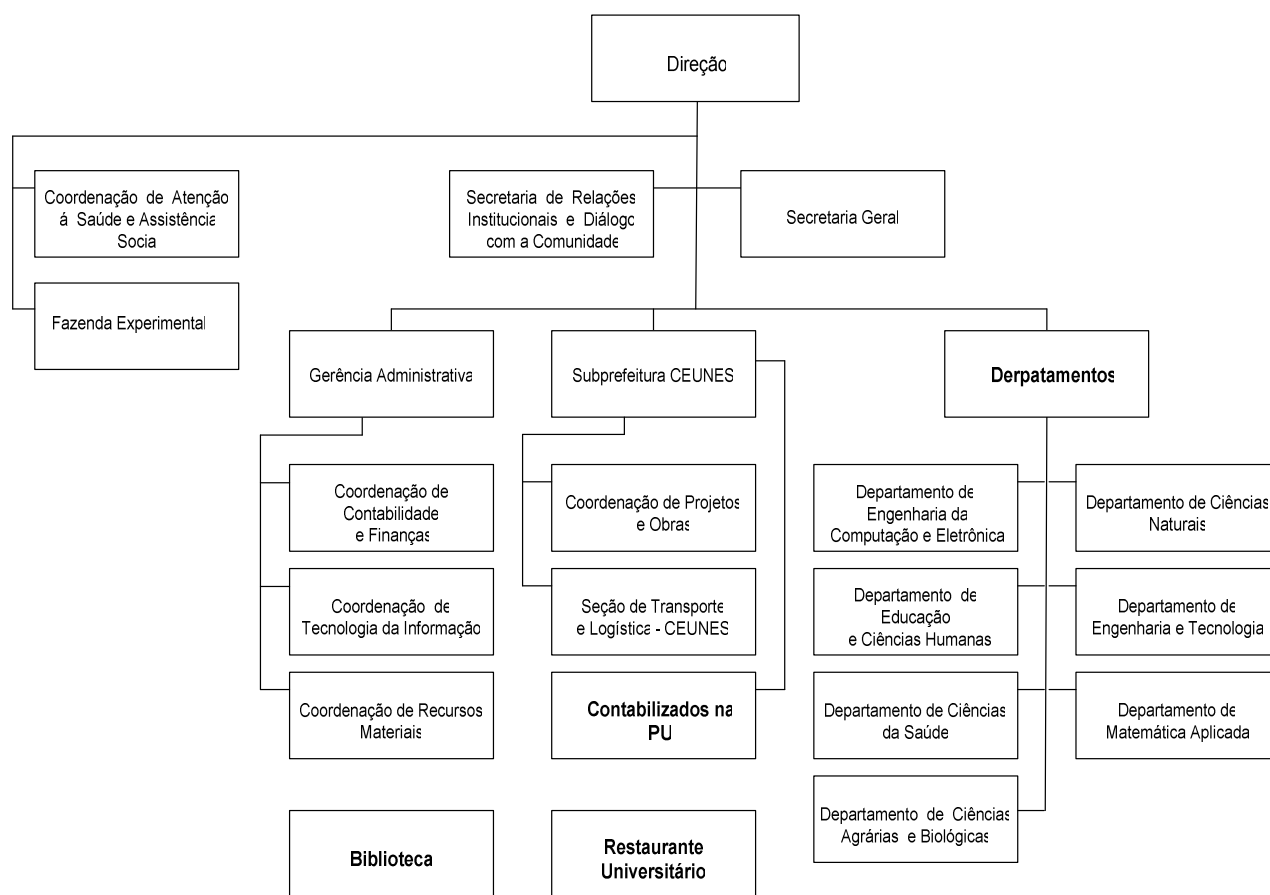 Direção
Coordenação de Atenção
á Saúde e Assistência
Socia
Secretaria de Relações
Institucionais e Diálogo
com a Comunidade
Secretaria Geral
Fazenda Experimental
Gerência Administrativa
Subprefeitura CEUNES
Derpatamentos
Coordenação de
Contabilidade
e Finanças
Coordenação de Projetos
e Obras
Departamento de
Engenharia da
Computação e Eletrônica
Departamento de Ciências
Naturais
Coordenação de
Tecnologia da Informação
Seção de Transporte
e Logística - CEUNES
Departamento de
Educação
e Ciências Humanas
Departamento de
Engenharia e Tecnologia
Coordenação de Recursos
Materiais
Contabilizados na
PU
Departamento de Ciências
da Saúde
Departamento de
Matemática Aplicada
Biblioteca
Restaurante
Universitário
Departamento de Ciências
Agrárias e Biológicas